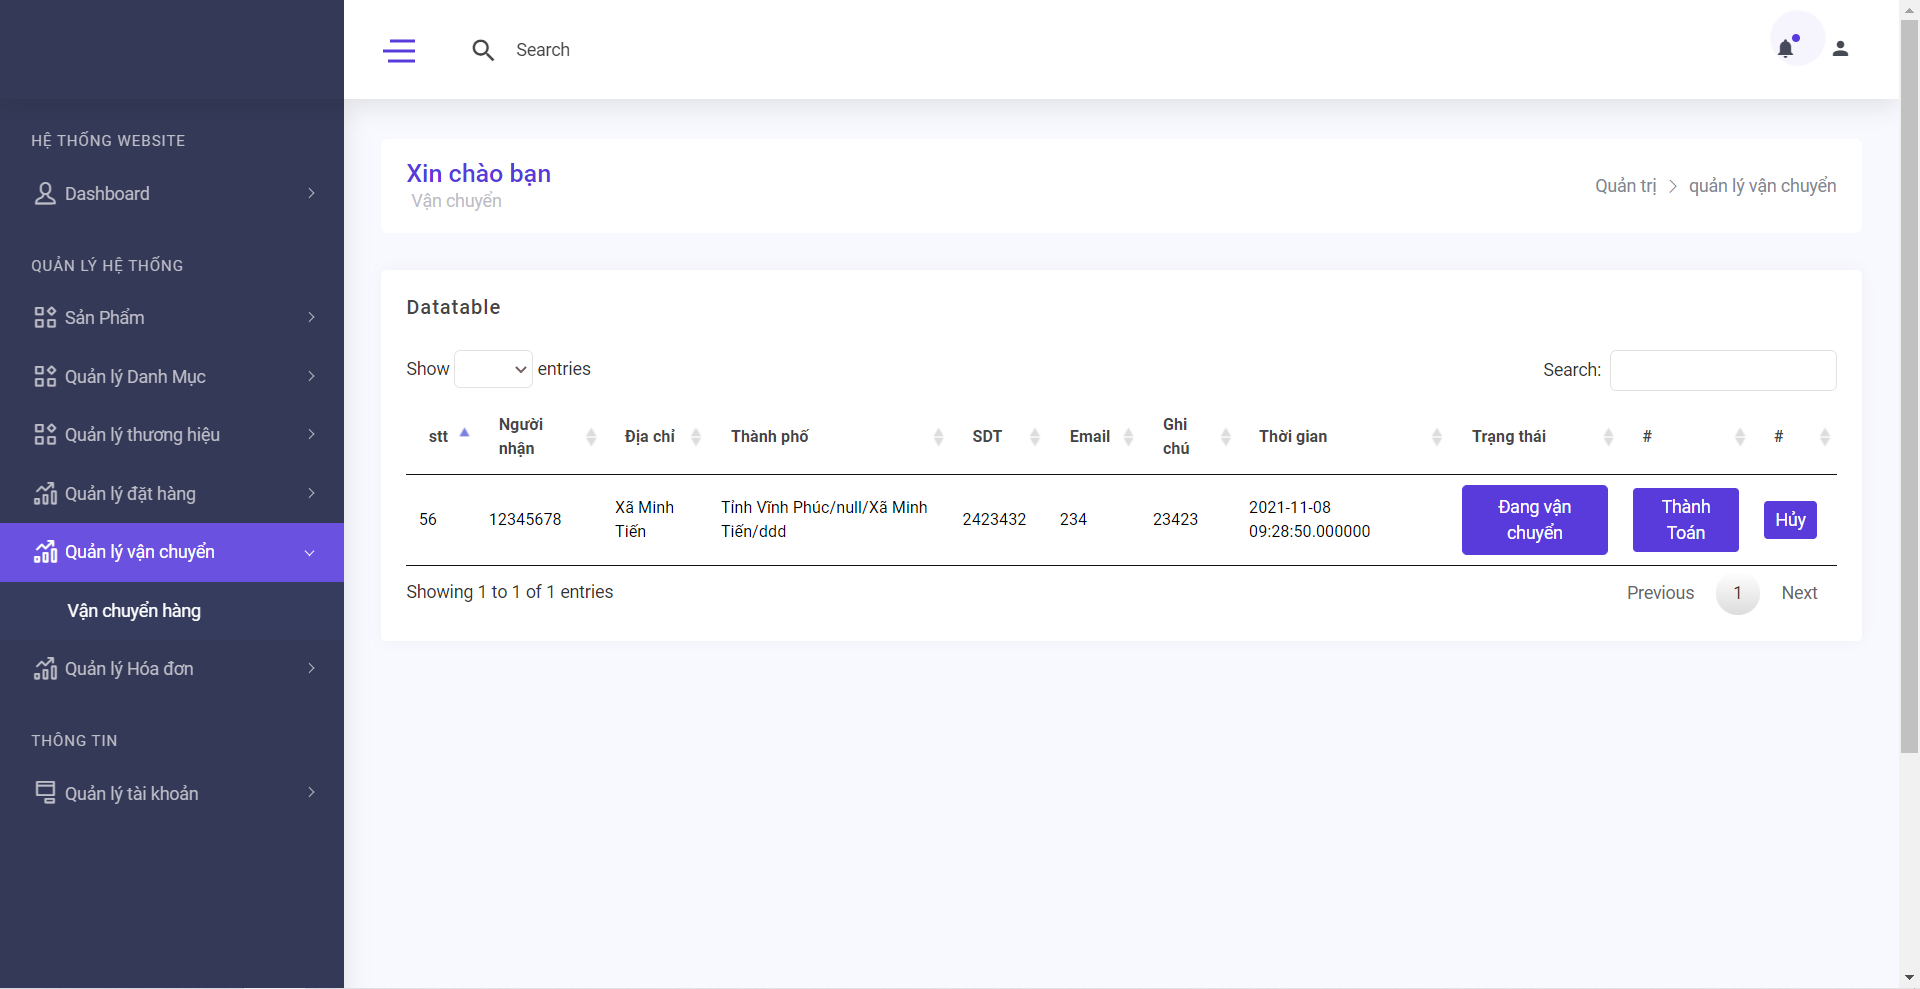 Search
HỆ THỐNG WEBSITE
Dashboard
QUẢN LÝ HỆ THỐNG
Sản Phẩm
Quản lý Danh Mục
Quản lý thương hiệu
Quản lý đặt hàng
Quản lý vận chuyển
Vận chuyển hàng
Quản lý Hóa đơn
THÔNG TIN
Quản lý tài khoản
Xin chào bạn
Vận chuyển
Quản trị > quản lý vận chuyển
Datatable
Show entries
Search:
stt Người nhận Địa chỉ Thành phố SDT Email Ghi chú Thời gian Trạng thái # #
56 12345678 Xã Minh Tiến Tỉnh Vĩnh Phúc/null/Xã Minh Tiến/ddd 2423432 234 23423 2021-11-08 09:28:50.000000 Đang vận chuyển Thành Toán Hủy
Showing 1 to 1 of 1 entries
Previous 1 Next